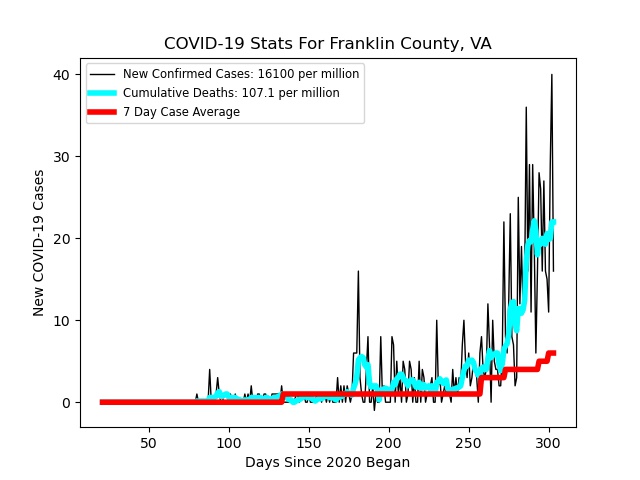 COVID-19 Stats For Franklin County, VA
New Confirmed Cases: 16100 per million
Cumulative Deaths: 107.1 per million
7 Day Case Average
New COVID-19 Cases
40
30
20
10
0
50 100 150 200 250 300
Days Since 2020 Began